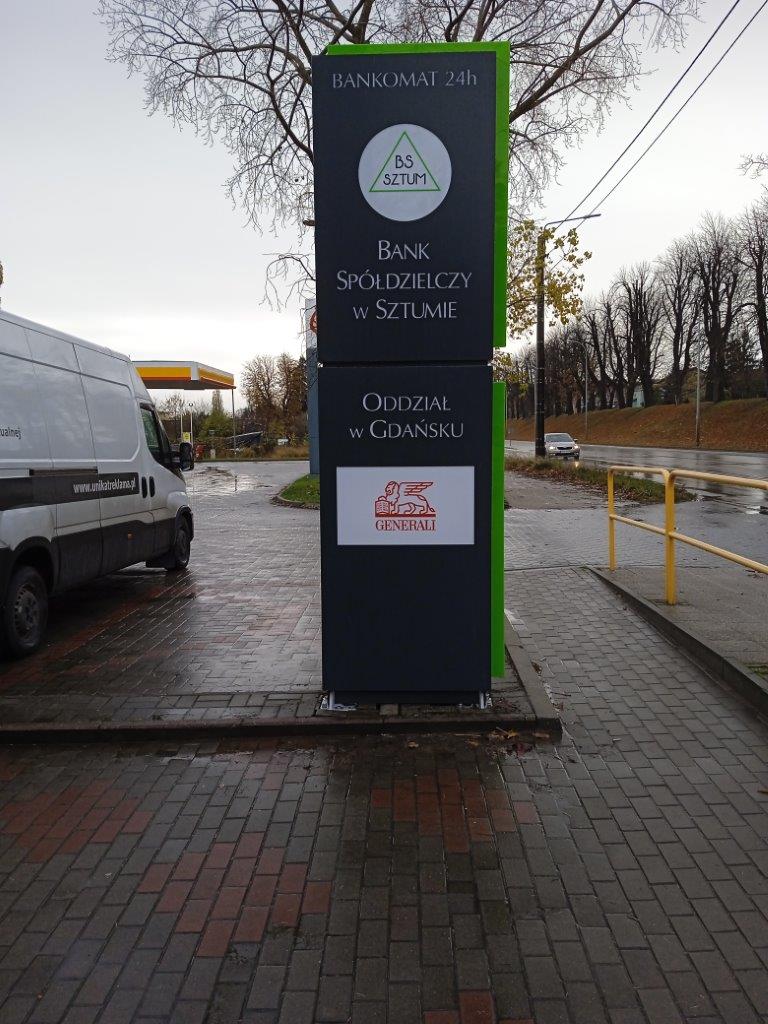 BANKOMAT 24h
BS
SZTUM
BANK
SPÓŁDZIELCZY
W SZTUMIE
ODDZIAŁ
W GDAŃSKU
GENERALI
www.unikatreklama.pl